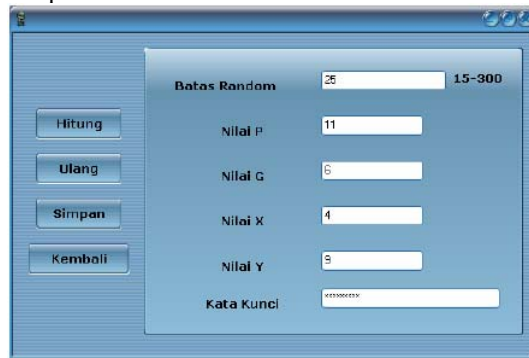 Batas Random 25 15-300
Hitung
Nilai P 11
Ulang
Nilai G 6
Simpan
Nilai X 4
Kembali
Nilai Y 9
Kata Kunci *********